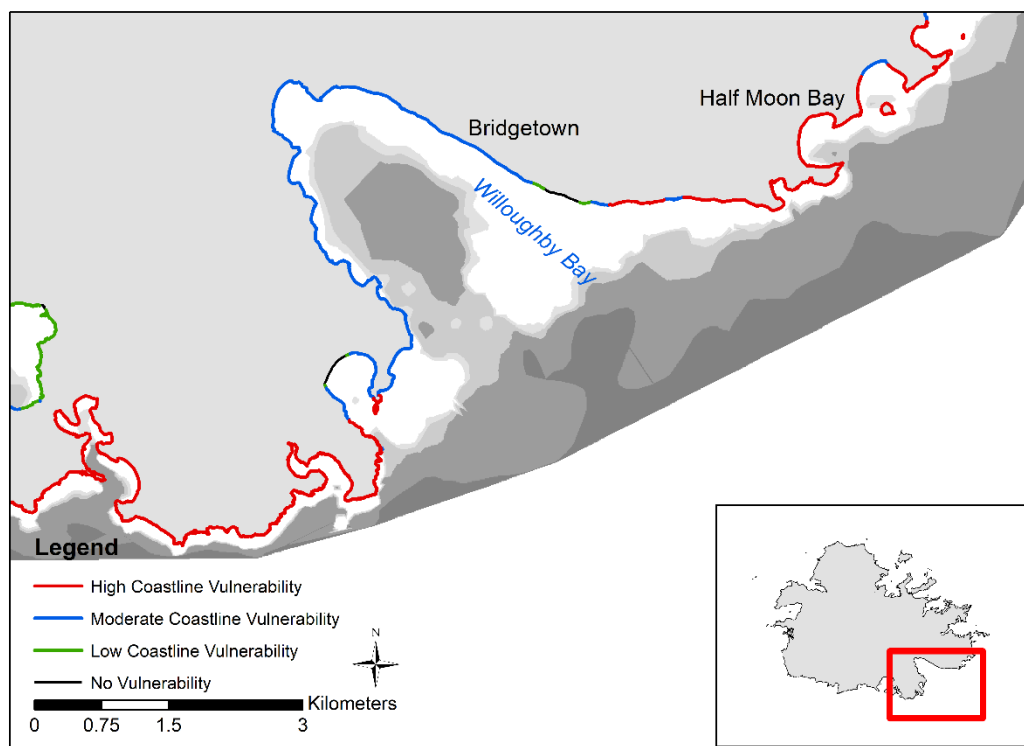 Half Moon Bay
Bridgetown
Willoughby Bay
Legend
High Coastline Vulnerability
Moderate Coastline Vulnerability
Low Coastline Vulnerability
No Vulnerability
N
Kilometers
0 0.75 1.5 3